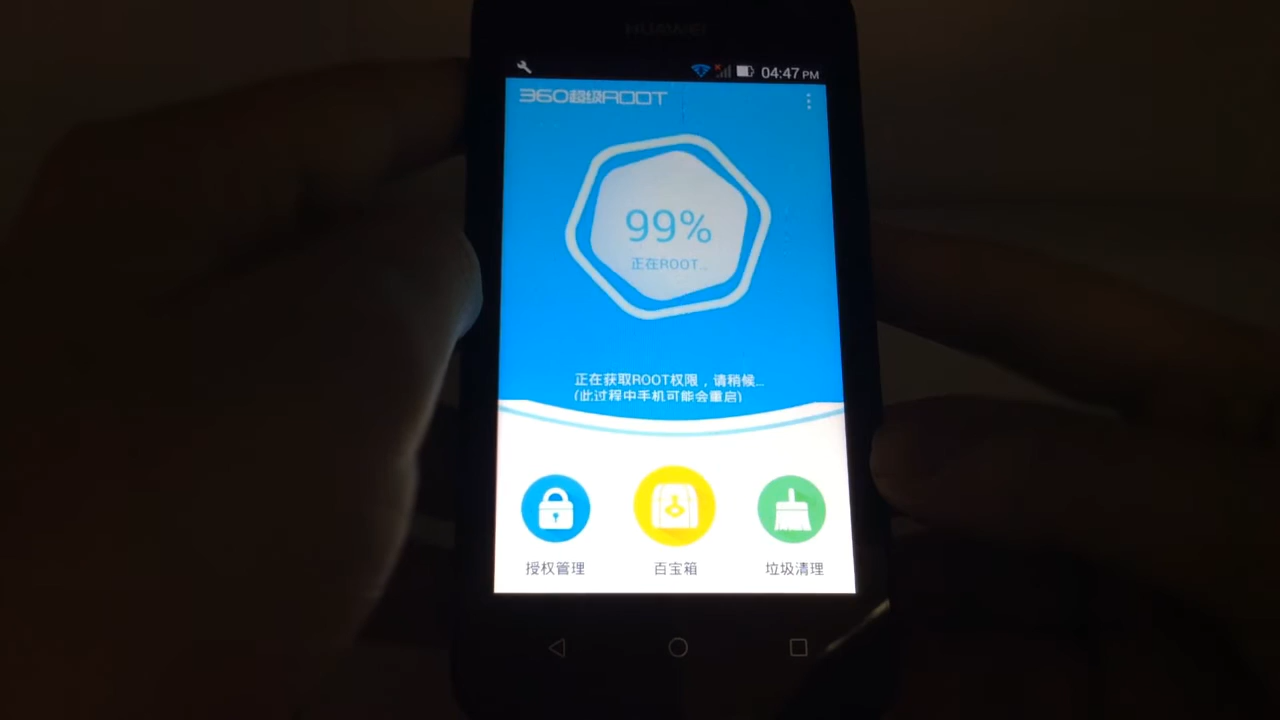 HUAWEI
04:47 PM
360超级ROOT
99%
正在ROOT...
正在获取ROOT权限，请稍候...
(此过程中手机可能会重启)
授权管理
百宝箱
垃圾清理